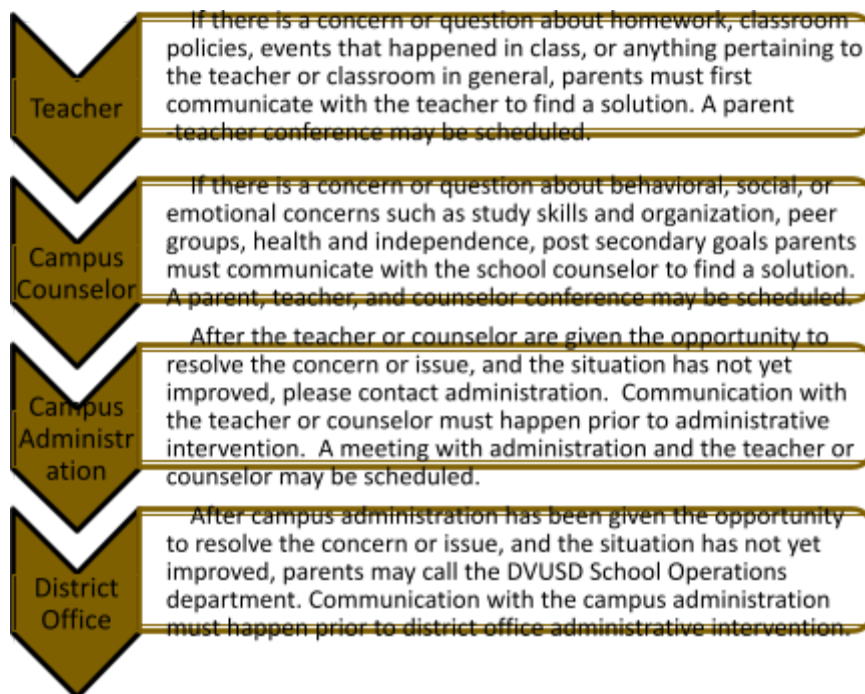 If there is a concern or question about homework, classroom
policies, events that happened in class, or anything pertaining to
the teacher or classroom in general, parents must first
communicate with the teacher to find a solution. A parent
-teacher conference may be scheduled.
Teacher
If there is a concern or question about behavioral, social, or
emotional concerns such as study skills and organization, peer
groups, health and independence, post secondary goals parents
must communicate with the school counselor to find a solution.
A parent, teacher, and counselor conference may be scheduled.
Campus
Counselor
After the teacher or counselor are given the opportunity to
resolve the concern or issue, and the situation has not yet
improved, please contact administration.  Communication with
the teacher or counselor must happen prior to administrative
intervention.  A meeting with administration and the teacher or
counselor may be scheduled.
Campus
Administr
ation
After campus administration has been given the opportunity
to resolve the concern or issue, and the situation has not yet
improved, parents may call the DVUSD School Operations
department. Communication with the campus administration
must happen prior to district office administrative intervention.
District
Office